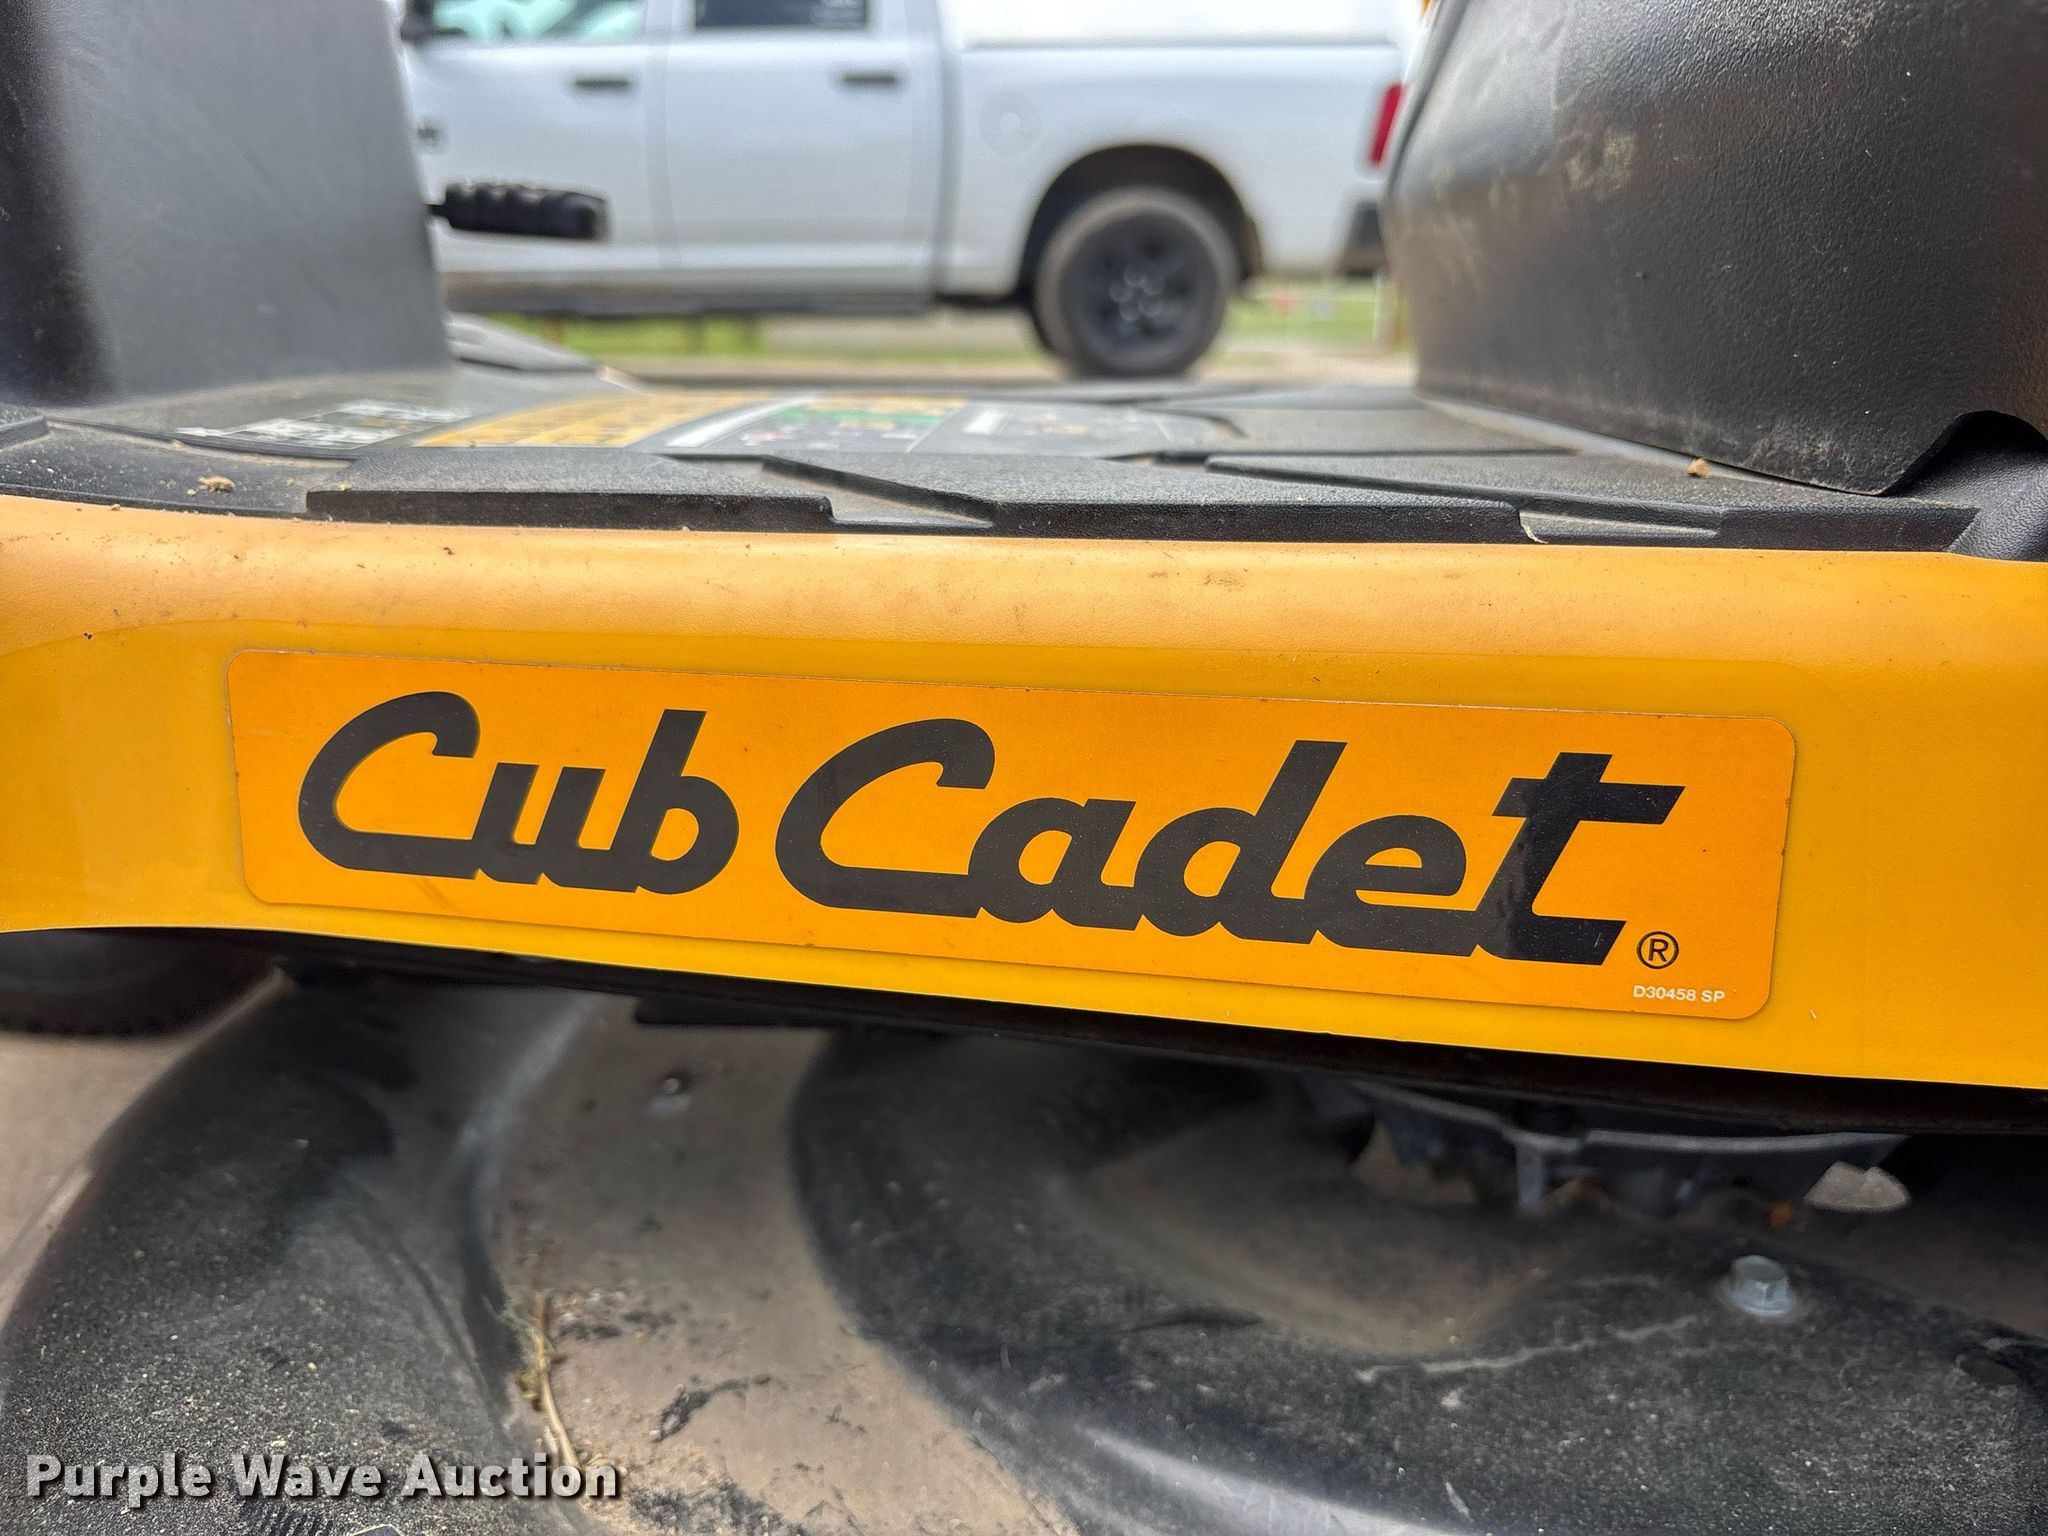 Cub Cadet ®
D30458 SP
Purple Wave Auction